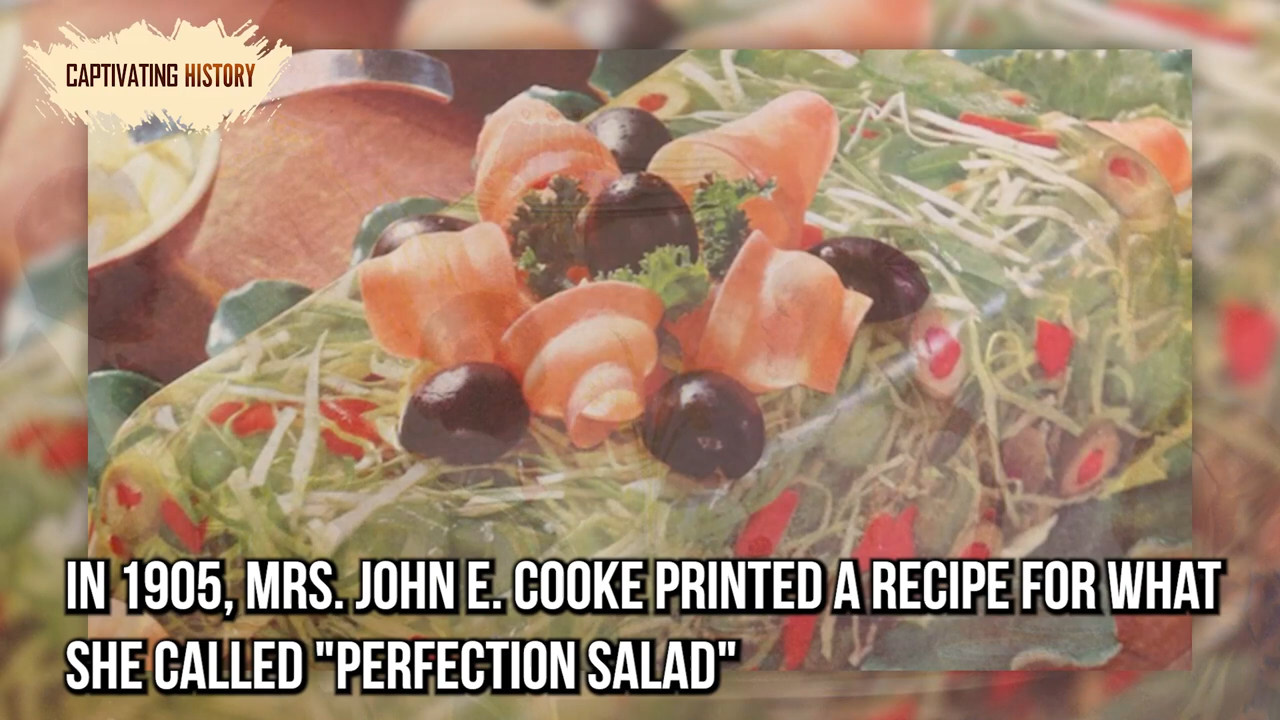 CAPTIVATING HISTORY
IN 1905, MRS. JOHN E. COOKE PRINTED A RECIPE FOR WHAT
SHE CALLED "PERFECTION SALAD"